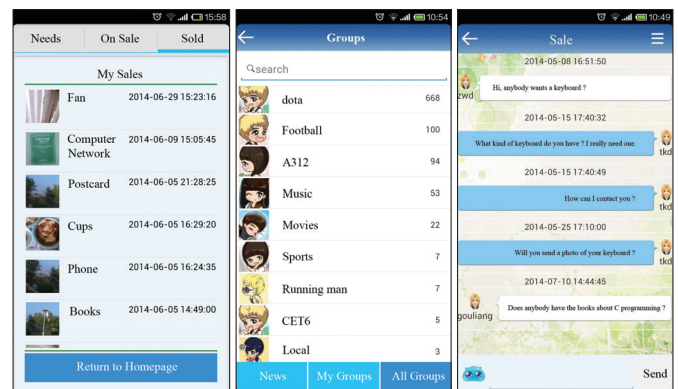 15:58
Needs On Sale Sold
My Sales
Fan 2014-06-29 15:23:16
Computer 2014-06-09 15:05:45
Network
Postcard 2014-06-05 21:28:25
Cups 2014-06-05 16:29:20
Phone 2014-06-05 16:24:35
Books 2014-06-05 14:49:00
Return to Homepage
10:54
Groups
search
dota 668
Football 100
A312 94
Music 53
Movies 22
Sports 7
Running man 7
CET6 5
Local 3
News My Groups All Groups
10:49
Sale
2014-05-08 16:51:50
Hi, anybody wants a keyboard ?
zwd
2014-05-15 17:40:32
What kind of keyboard do you have ? I really need one.
tkd
2014-05-15 17:40:49
How can I contact you ?
tkd
2014-05-25 17:10:00
Will you send a photo of your keyboard ?
tkd
2014-07-10 14:44:45
Does anybody have the books about C programming ?
gouliang
Send